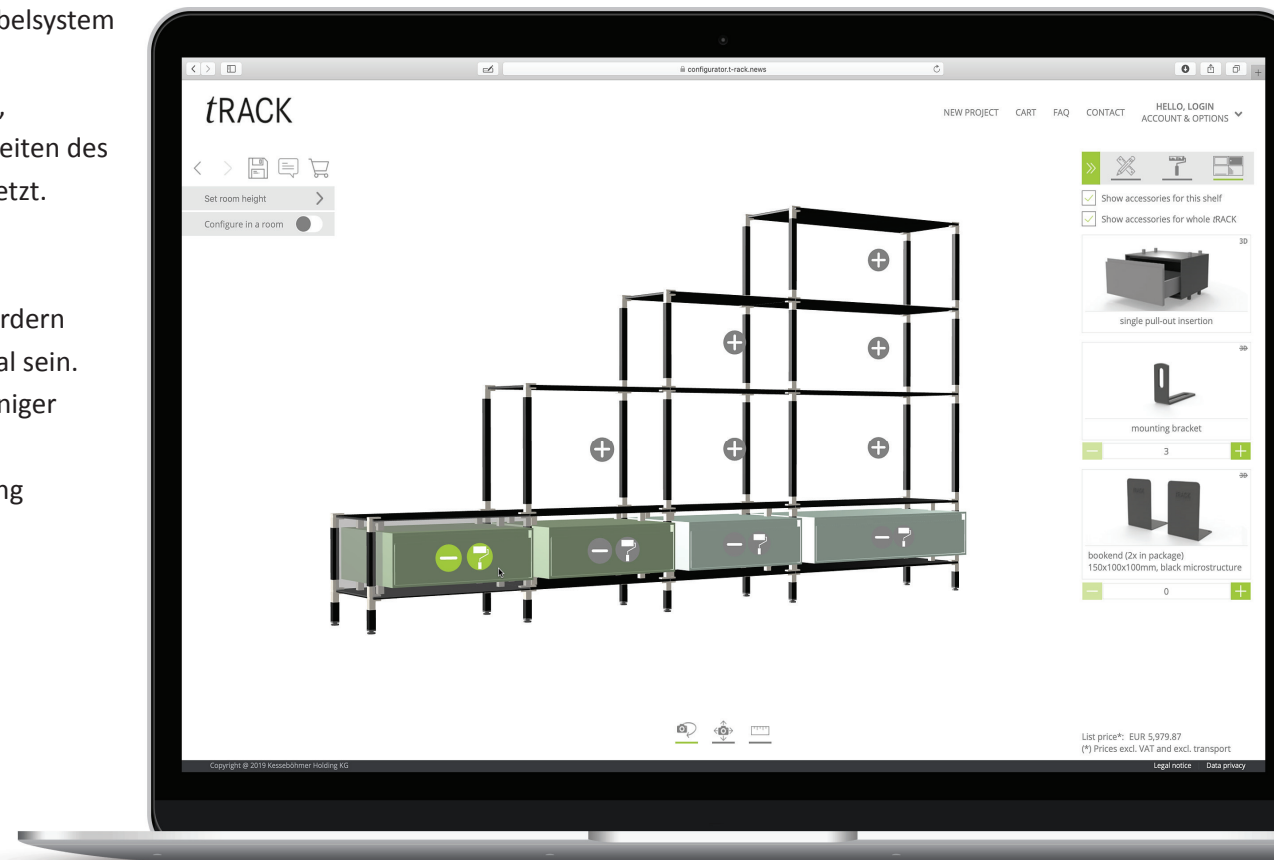 belsystem
,
eiten des
etzt.
rdern
al sein.
niger
ng
configurator.t-rack.news
tRACK
NEW PROJECT CART FAQ CONTACT HELLO, LOGIN
ACCOUNT & OPTIONS
Set room height
Configure in a room
Show accessories for this shelf
Show accessories for whole tRACK
3D
single pull-out insertion
3D
mounting bracket
3
3D
bookend (2x in package)
150x100x100mm, black microstructure
0
List price*: EUR 5,979.87
(*) Prices excl. VAT and excl. transport
Copyright @ 2019 Kesseböhmer Holding KG
Legal notice Data privacy